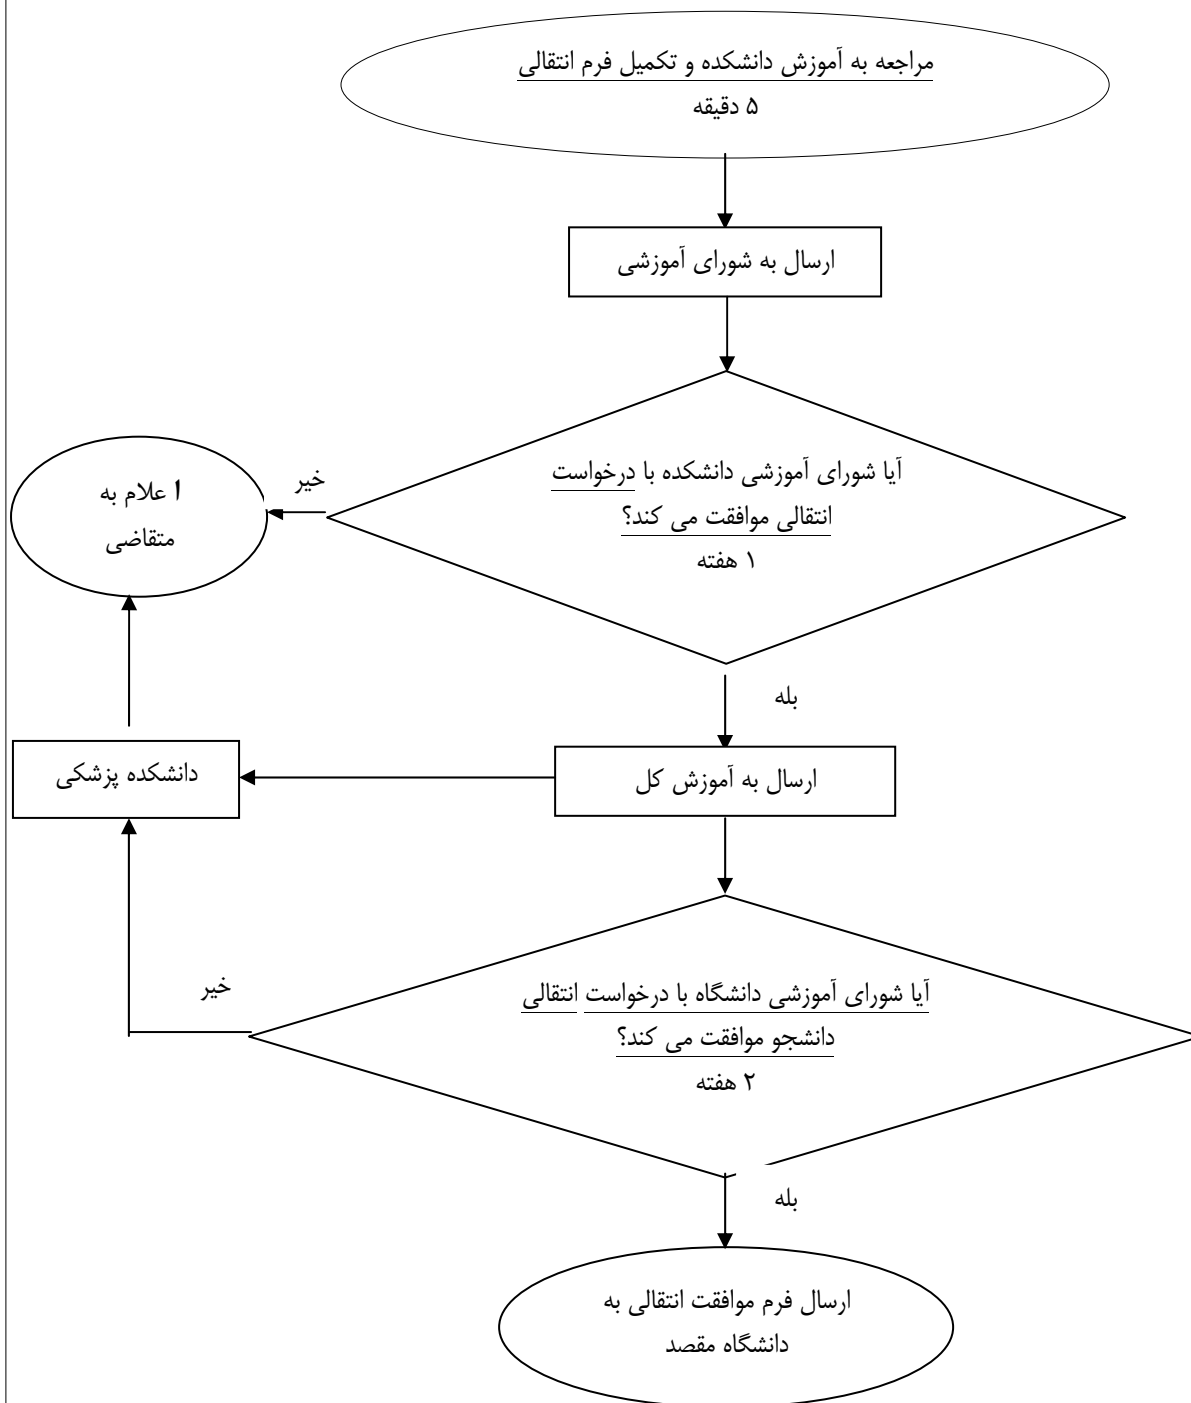 مراجعه به آموزش دانشکده و تکمیل فرم انتقالی
۵ دقیقه
ارسال به شورای آموزشی
آیا شورای آموزشی دانشکده با درخواست
انتقالی موافقت می کند؟
۱ هفته
خیر
ا علام به
متقاضی
بله
ارسال به آموزش کل
دانشکده پزشکی
آیا شورای آموزشی دانشگاه با درخواست انتقالی
دانشجو موافقت می کند؟
۲ هفته
خیر
بله
ارسال فرم موافقت انتقالی به
دانشگاه مقصد